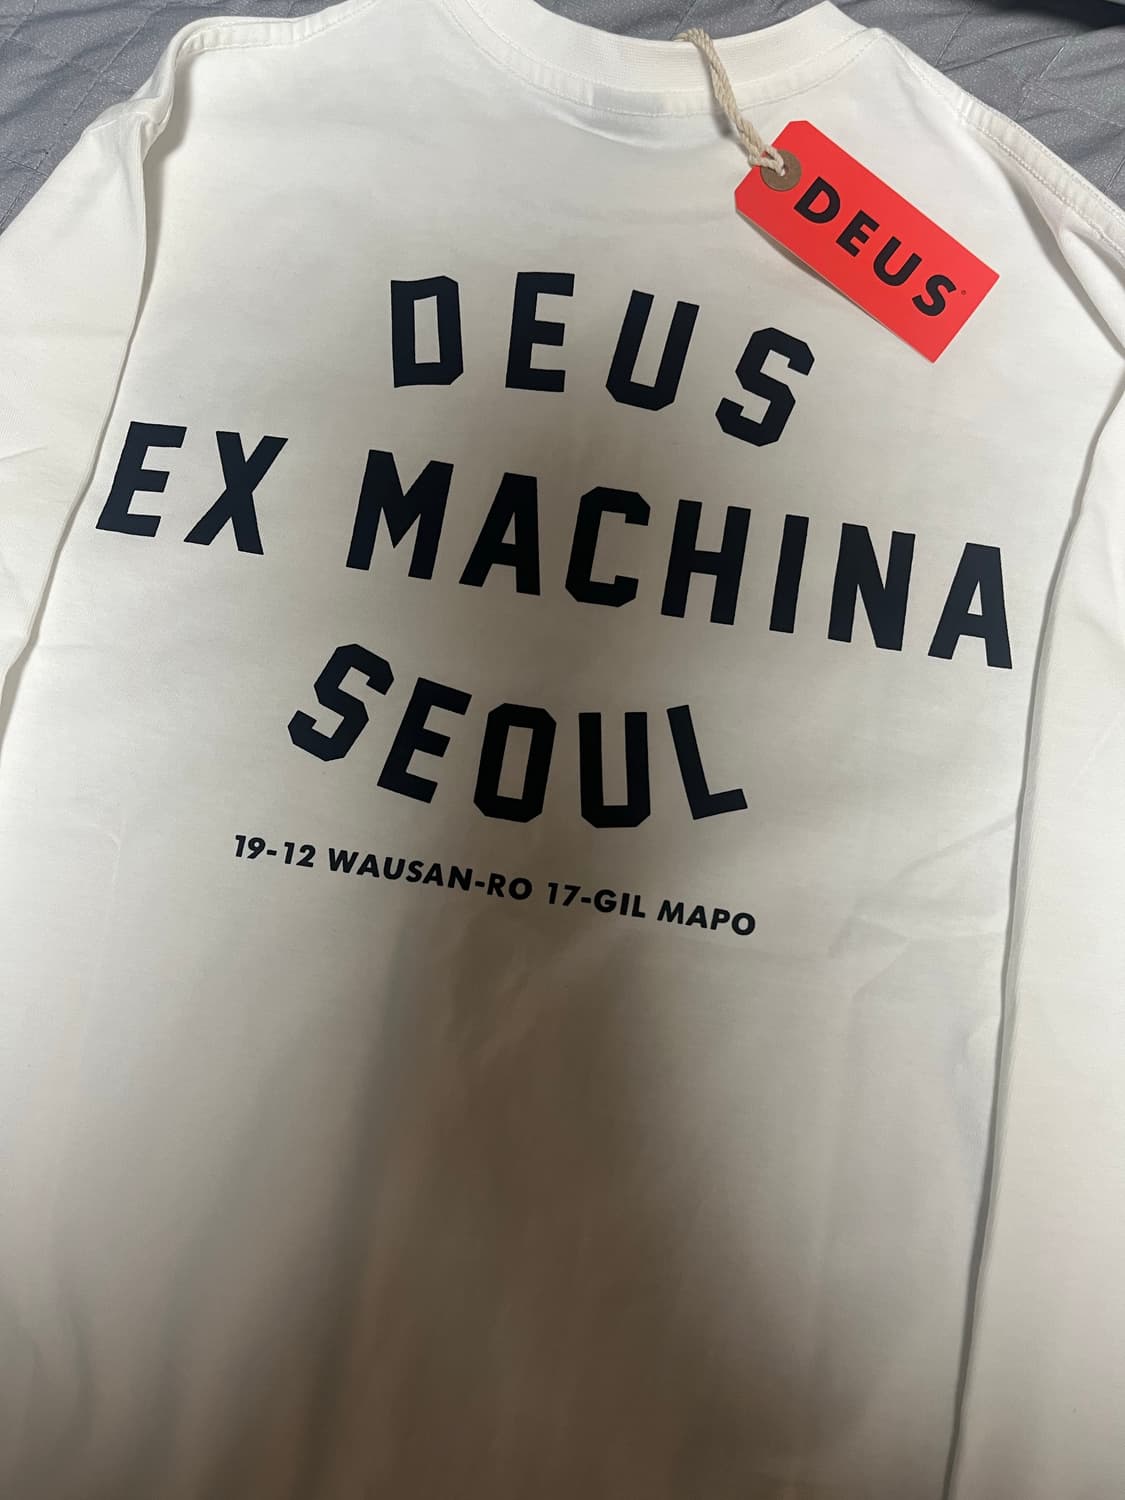 DEUS
DEUS
EX MACHINA
SEOUL
19-12 WAUSAN-RO 17-GIL MAPO